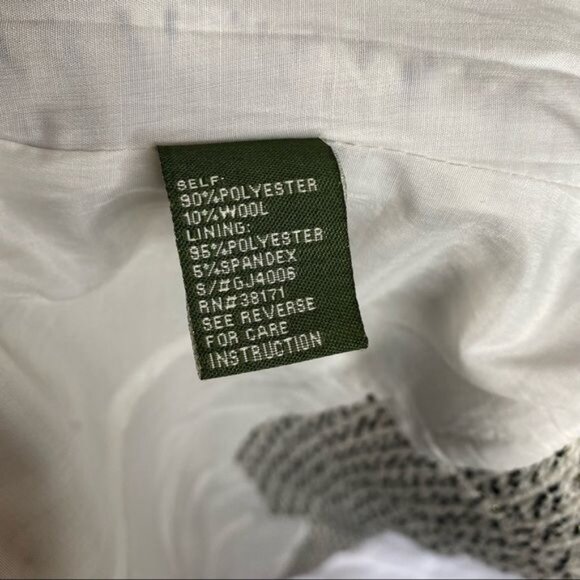 SELF:
90%POLYESTER
10%WOOL
LINING:
95%POLYESTER
5%SPANDEX
S/#GJ4006
RN#38171
SEE REVERSE
FOR CARE
INSTRUCTION